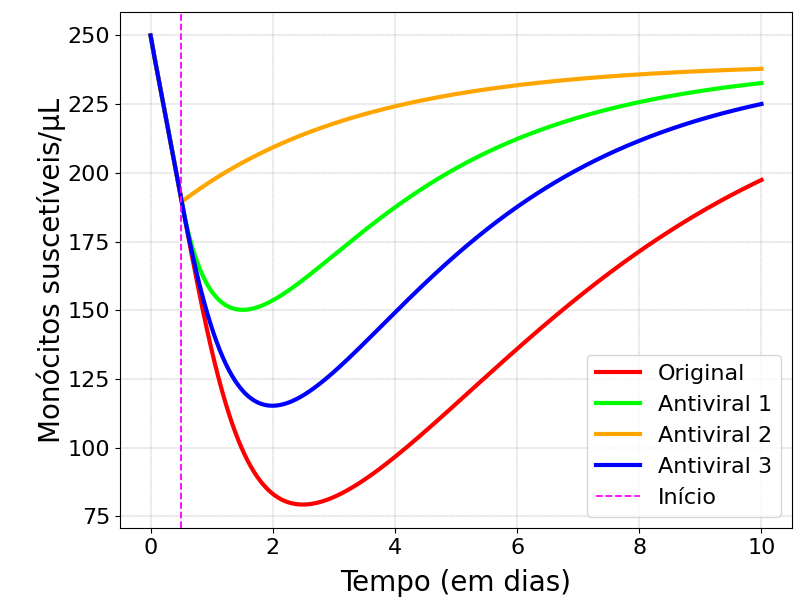 Monócitos suscetíveis/µL
250
225
200
175
150
125
100
75
0
2
4
6
8
10
Tempo (em dias)
Original
Antiviral 1
Antiviral 2
Antiviral 3
Início